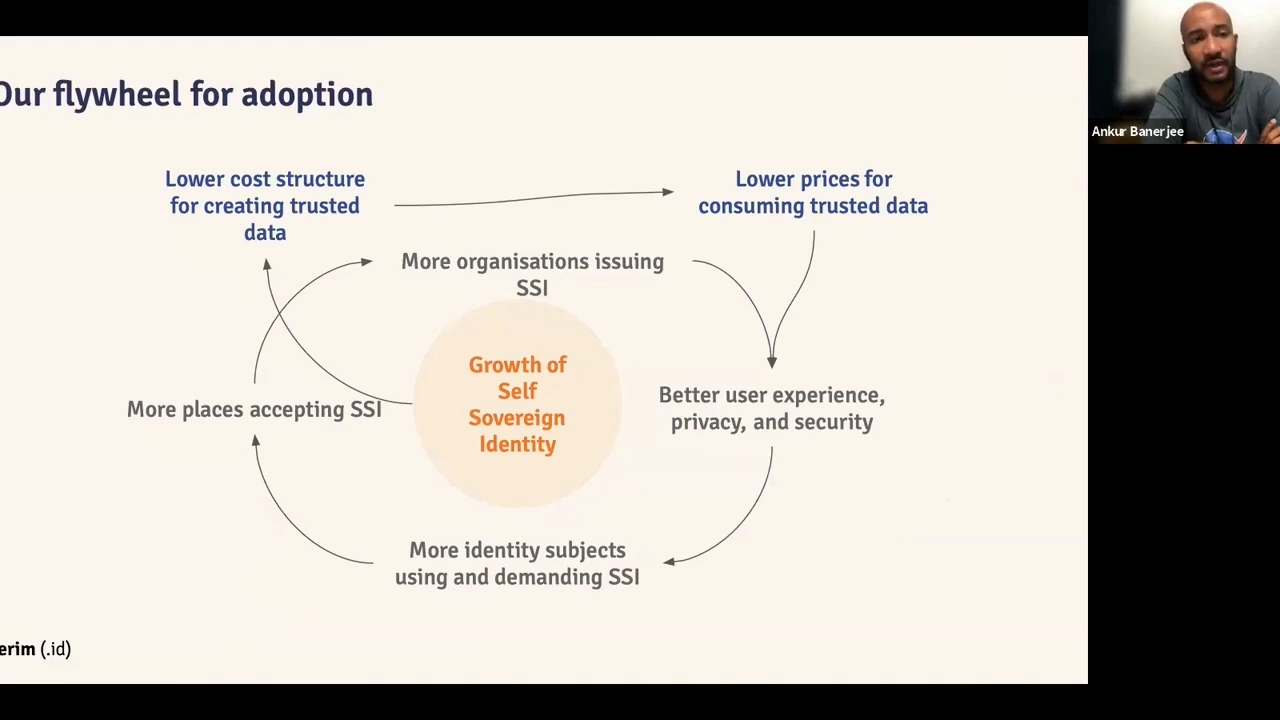 Our flywheel for adoption
Lower cost structure
for creating trusted
data
Lower prices for
consuming trusted data
More organisations issuing
SSI
Growth of
Self
Sovereign
Identity
More places accepting SSI
Better user experience,
privacy, and security
More identity subjects
using and demanding SSI
erim (.id)
Ankur Banerjee